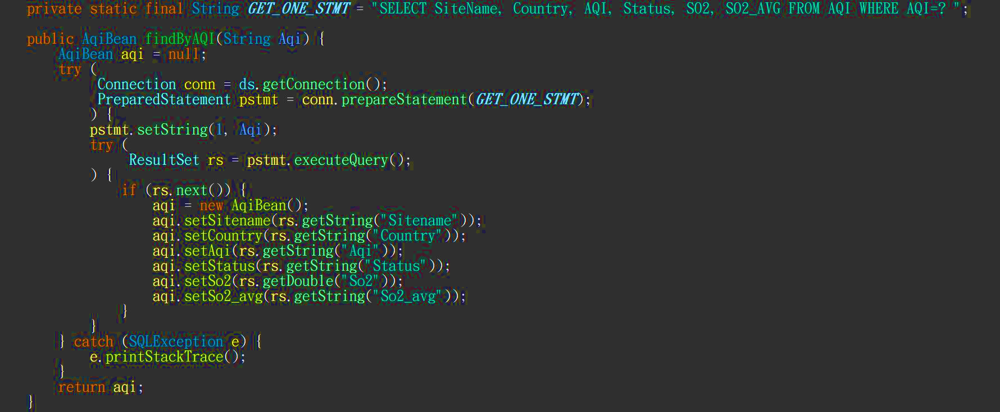 private static final String GET_ONE_STMT = "SELECT SiteName, Country, AQI, Status, SO2, SO2_AVG FROM AQI WHERE AQI=? ";
public AqiBean findByAQI(String Aqi) {
AqiBean aqi = null;
try (
Connection conn = ds.getConnection();
PreparedStatement pstmt = conn.prepareStatement(GET_ONE_STMT);
) {
pstmt.setString(1, Aqi);
try (
ResultSet rs = pstmt.executeQuery();
) {
if (rs.next()) {
aqi = new AqiBean();
aqi.setSitename(rs.getString("Sitename"));
aqi.setCountry(rs.getString("Country"));
aqi.setAqi(rs.getString("Aqi"));
aqi.setStatus(rs.getString("Status"));
aqi.setSo2(rs.getDouble("So2"));
aqi.setSo2_avg(rs.getString("So2_avg"));
}
}
} catch (SQLException e) {
e.printStackTrace();
}
return aqi;
}